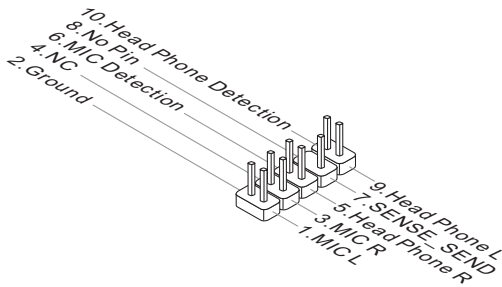 10.Head Phone Detection
8.No Pin
6.MIC Detection
4.NC
2.Ground
9.Head Phone L
7.SENSE_SEND
5.Head Phone R
3.MIC R
1.MIC L